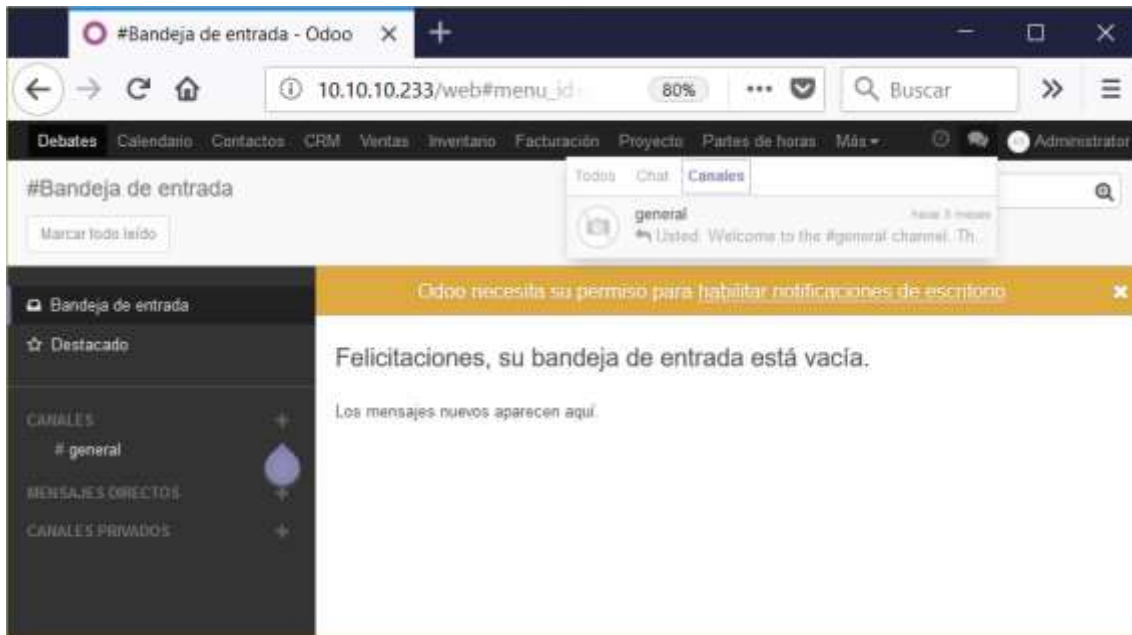 #Bandeja de entrada - Odoo
10.10.10.233/web#menu_id
80%
Buscar
Debates Calendario Contactos CRM Ventas Inventario Facturación Proyecto Partes de horas Más Administrator
#Bandeja de entrada
Marcar todo leído
Todos Chat Canales
general hace 3 meses
Usted: Welcome to the #general channel. Th...
Odoo necesita su permiso para habilitar notificaciones de escritorio
Bandeja de entrada
Destacado
Felicitaciones, su bandeja de entrada está vacía.
Los mensajes nuevos aparecen aquí.
CANALES
# general
MENSAJES DIRECTOS
CANALES PRIVADOS